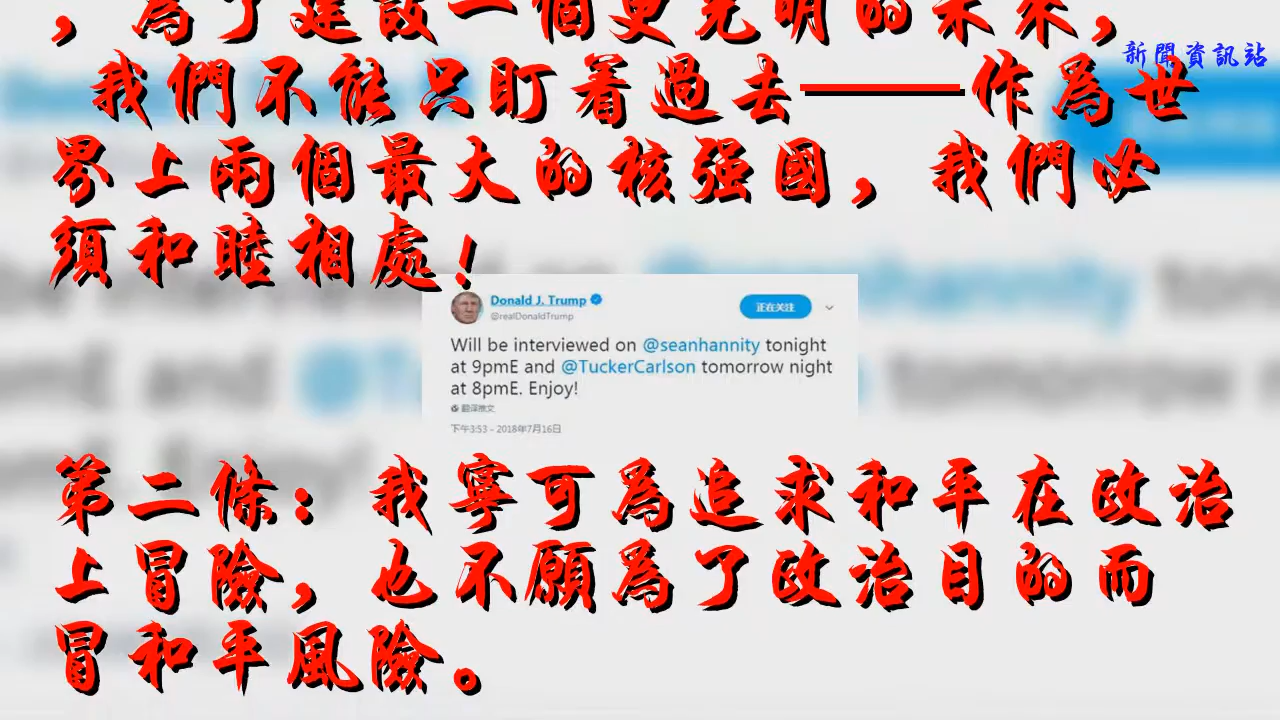 ，為了建設一個更光明的未來，
新聞資訊站
我們不能只盯着過去——作為世
界上兩個最大的核强國，我們必
須和睦相處！
Donald J. Trump
正在关注
@realDonaldTrump
Will be interviewed on @seanhannity tonight
at 9pmE and @TuckerCarlson tomorrow night
at 8pmE. Enjoy!
翻译推文
下午3:53 - 2018年7月16日
第二條：我寧可為追求和平在政治
上冒險，也不願為了政治目的而
冒和平風險。